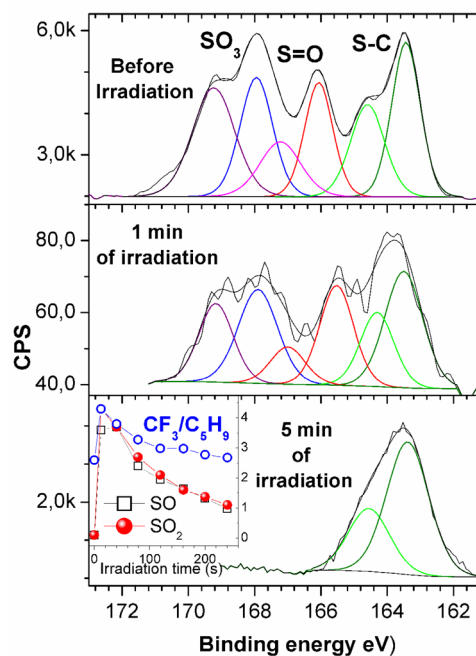 6,0k
SO3
S=O
S-C
Before
Irradiation
3,0k
80,0
1 min
of irradiation
60,0
CPS
40,0
CF3/C5H9
4
5 min
of
irradiation
3
2,0k
2
SO
1
SO2
0
0
100
200
Irradiation time (s)
172
170
168
166
164
162
Binding energy eV)